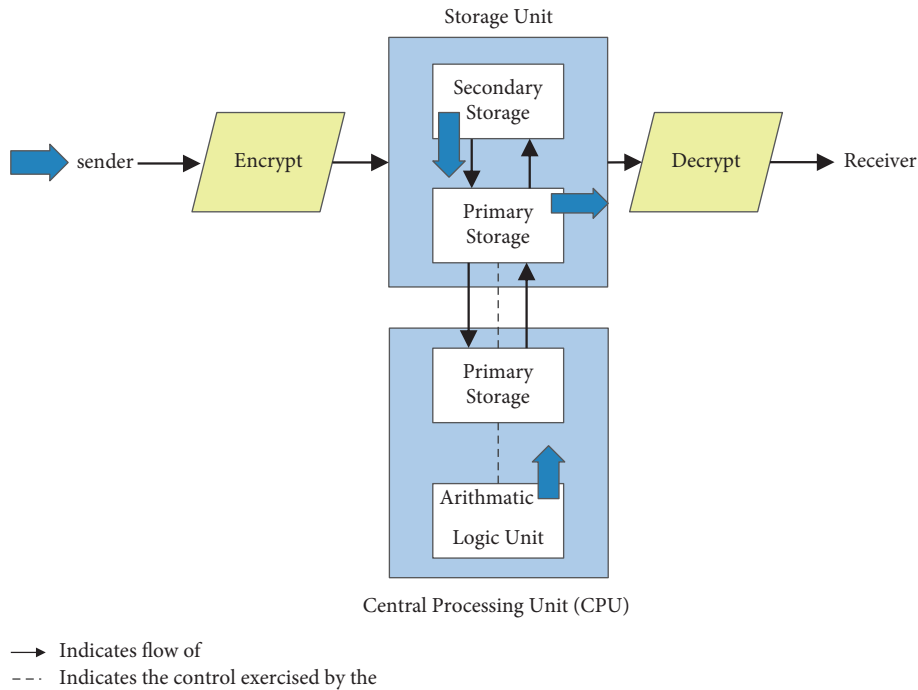 Storage Unit
Secondary
Storage
sender
Encrypt
Decrypt
Receiver
Primary
Storage
Primary
Storage
Arithmatic
Logic Unit
Central Processing Unit (CPU)
Indicates flow of
Indicates the control exercised by the